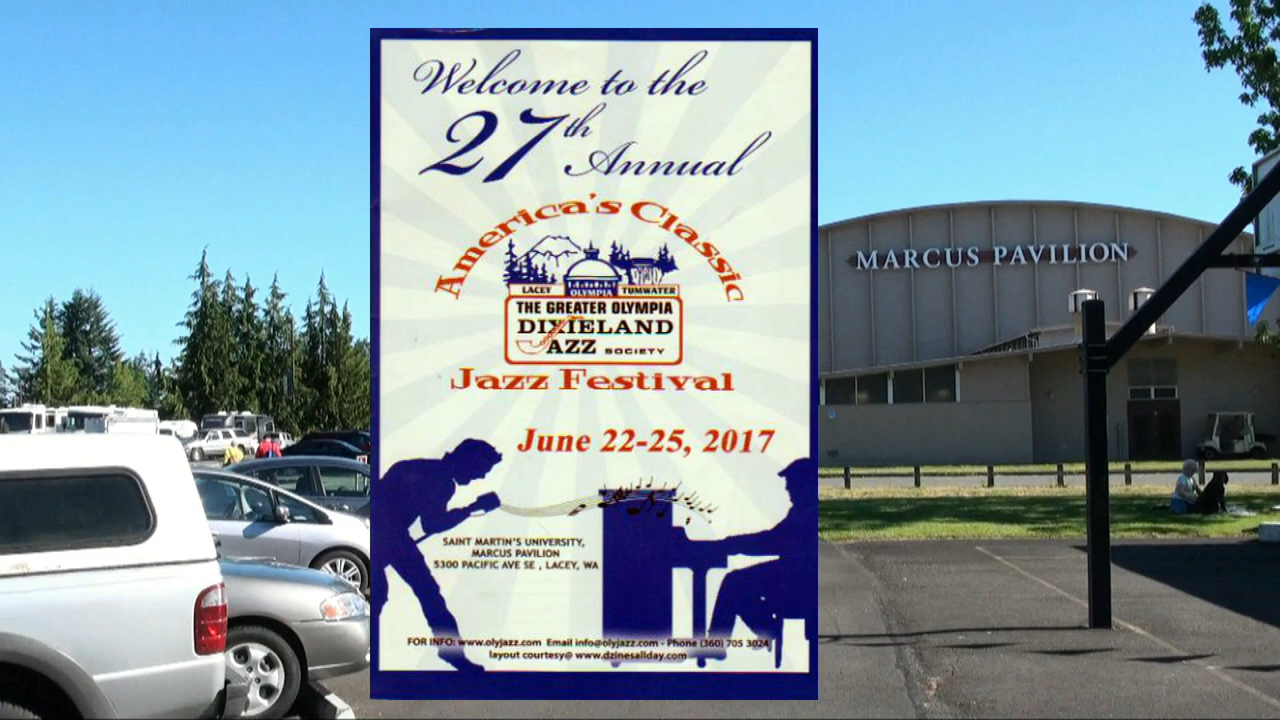 Welcome to the
27th
Annual
America's Classic
LACEY OLYMPIA TUMWATER
THE GREATER OLYMPIA
DIXIELAND
JAZZ SOCIETY
Jazz Festival
June 22-25, 2017
SAINT MARTIN'S UNIVERSITY,
MARCUS PAVILION
5300 PACIFIC AVE SE , LACEY, WA
FOR INFO: www.olyjazz.com Email info@olyjazz.com - Phone (360) 705 3024
layout courtesy@ www.dzinesallday.com
MARCUS PAVILION